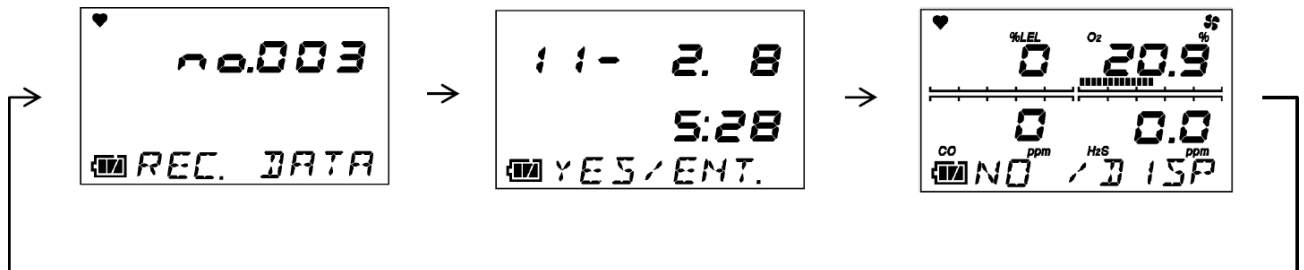 no.003
REC. DATA
11- 2. 8
5:28
YES/ENT.
%LEL O₂ %
0 20.9
0 0.0
CO ppm H₂S ppm
NO /DISP